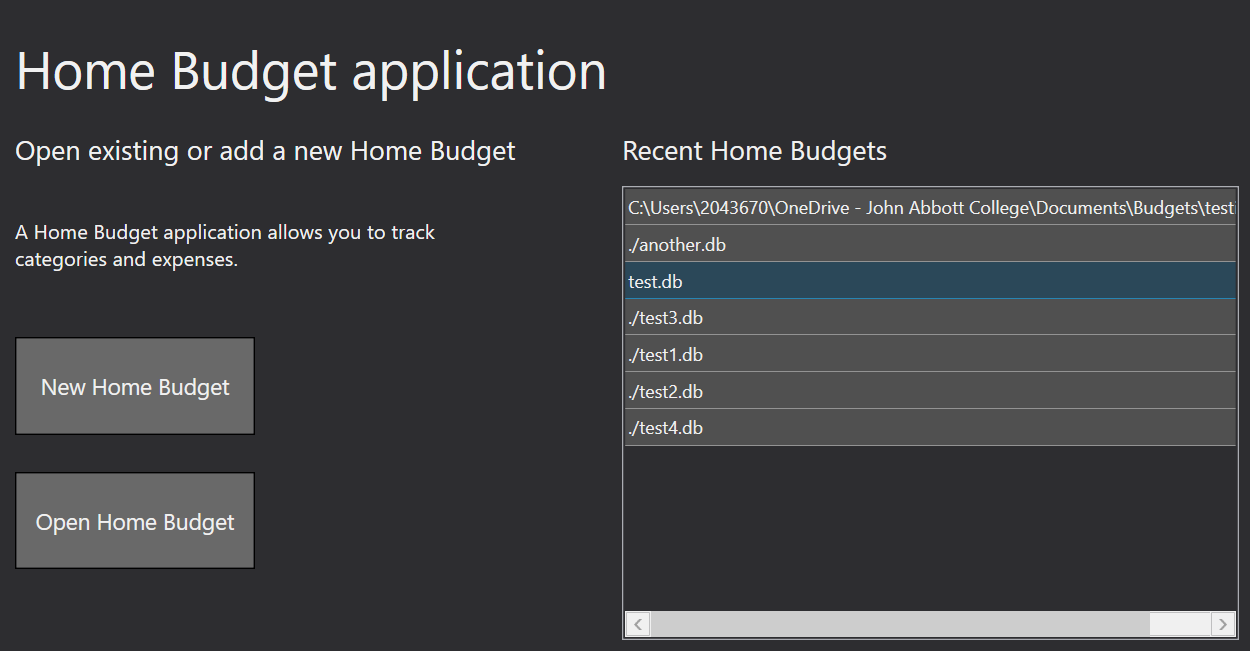 Home Budget application
Open existing or add a new Home Budget
A Home Budget application allows you to track
categories and expenses.
New Home Budget
Open Home Budget
Recent Home Budgets
C:\Users\2043670\OneDrive - John Abbott College\Documents\Budgets\test
./another.db
test.db
./test3.db
./test1.db
./test2.db
./test4.db